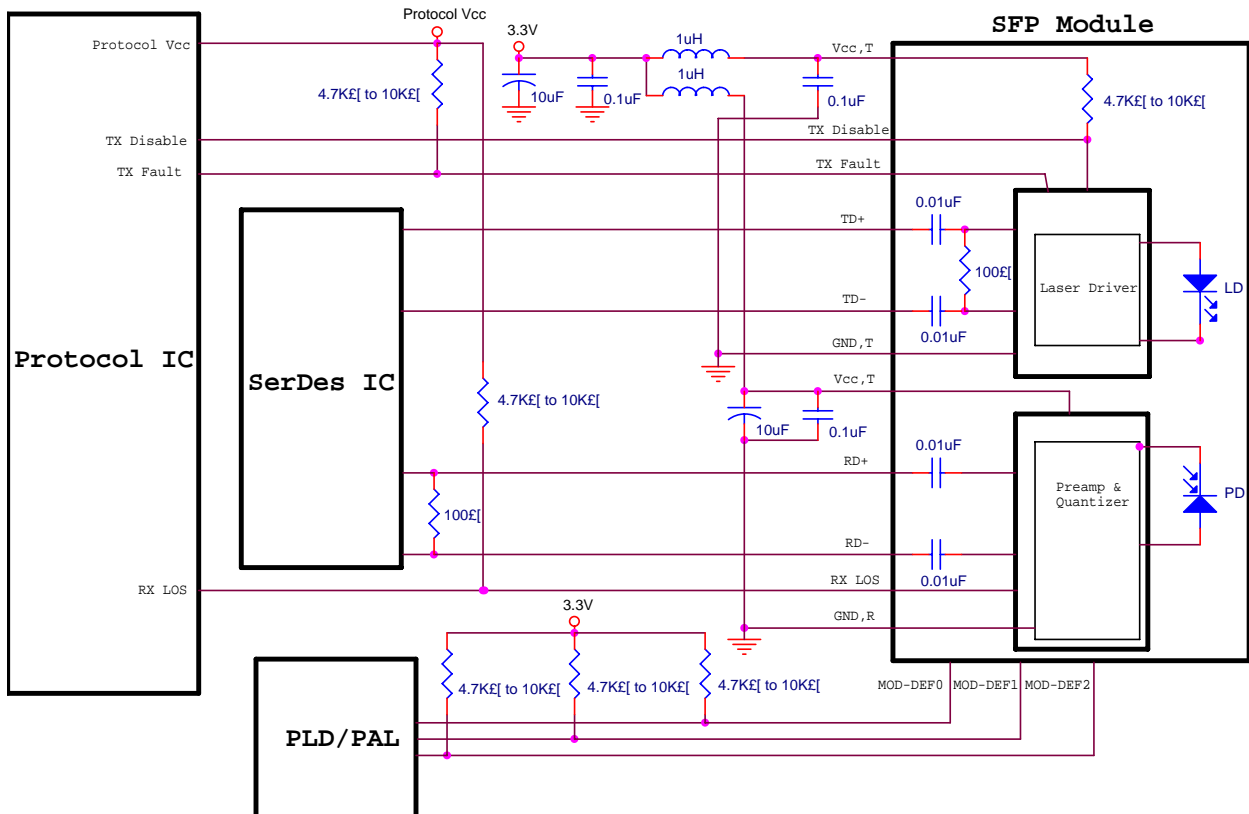 Protocol Vcc
SFP Module
3.3V
1uH
Vcc,T
Protocol Vcc
1uH
4.7K£[ to 10K£[
10uF
0.1uF
0.1uF
4.7K£[ to 10K£[
TX Disable
TX Disable
TX Fault
TX Fault
0.01uF
TD+
100£[
Laser Driver
LD
TD-
0.01uF
GND,T
Protocol IC
SerDes IC
4.7K£[ to 10K£[
Vcc,T
10uF
0.1uF
0.01uF
RD+
Preamp &
Quantizer
PD
100£[
RD-
0.01uF
RX LOS
RX LOS
3.3V
GND,R
4.7K£[ to 10K£[
4.7K£[ to 10K£[
4.7K£[ to 10K£[
MOD-DEF0
MOD-DEF1
MOD-DEF2
PLD/PAL